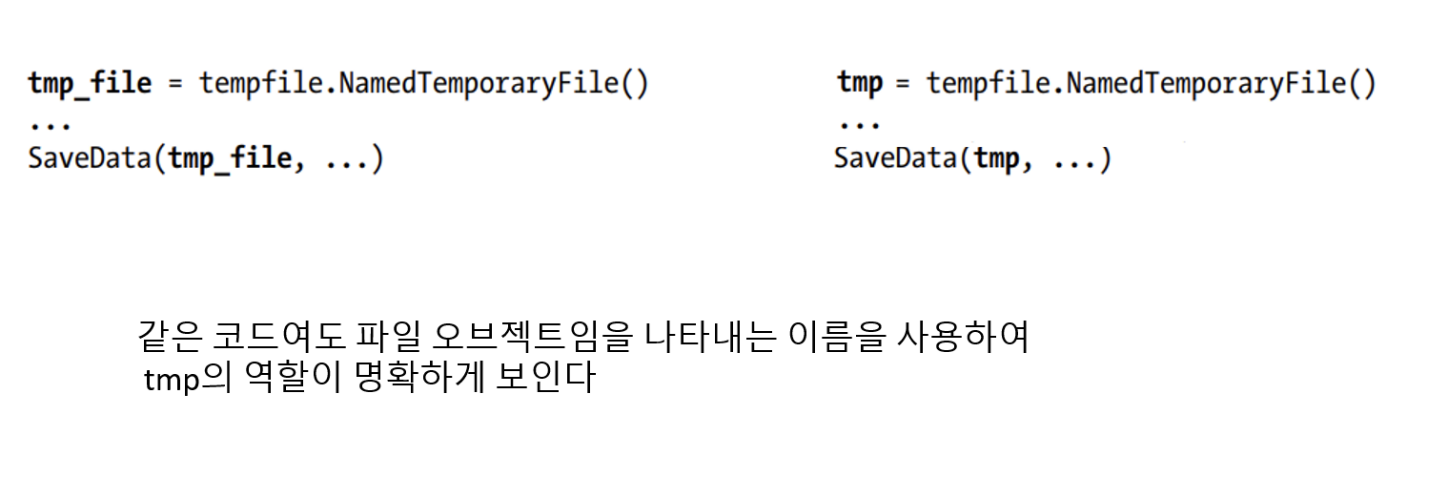 tmp_file = tempfile.NamedTemporaryFile()
...
SaveData(tmp_file, ...)
tmp = tempfile.NamedTemporaryFile()
...
SaveData(tmp, ...)
같은 코드여도 파일 오브젝트임을 나타내는 이름을 사용하여
tmp의 역할이 명확하게 보인다